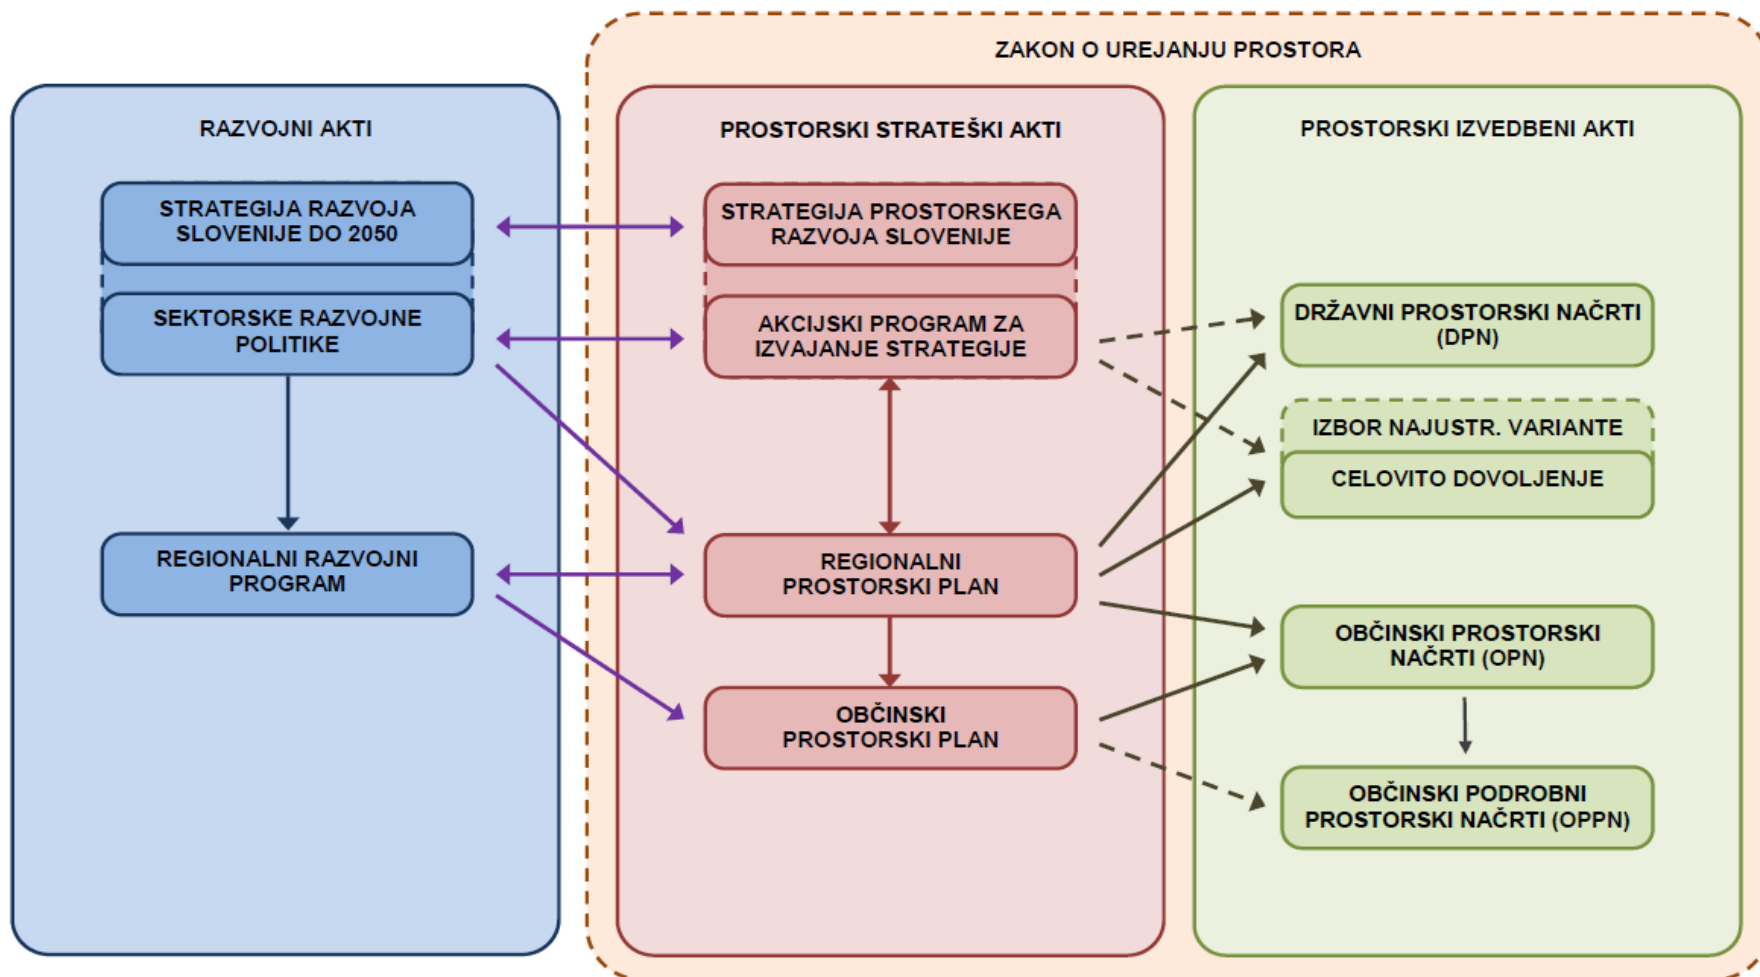 ZAKON O UREJANJU PROSTORA
RAZVOJNI AKTI
STRATEGIJA RAZVOJA
SLOVENIJE DO 2050
SEKTORSKE RAZVOJNE
POLITIKE
REGIONALNI RAZVOJNI
PROGRAM
PROSTORSKI STRATEŠKI AKTI
STRATEGIJA PROSTORSKEGA
RAZVOJA SLOVENIJE
AKCIJSKI PROGRAM ZA
IZVAJANJE STRATEGIJE
REGIONALNI
PROSTORSKI PLAN
OBČINSKI
PROSTORSKI PLAN
PROSTORSKI IZVEDBENI AKTI
DRŽAVNI PROSTORSKI NAČRTI
(DPN)
IZBOR NAJUSTR. VARIANTE
CELOVITO DOVOLJENJE
OBČINSKI PROSTORSKI
NAČRTI (OPN)
OBČINSKI PODROBNI
PROSTORSKI NAČRTI (OPPN)